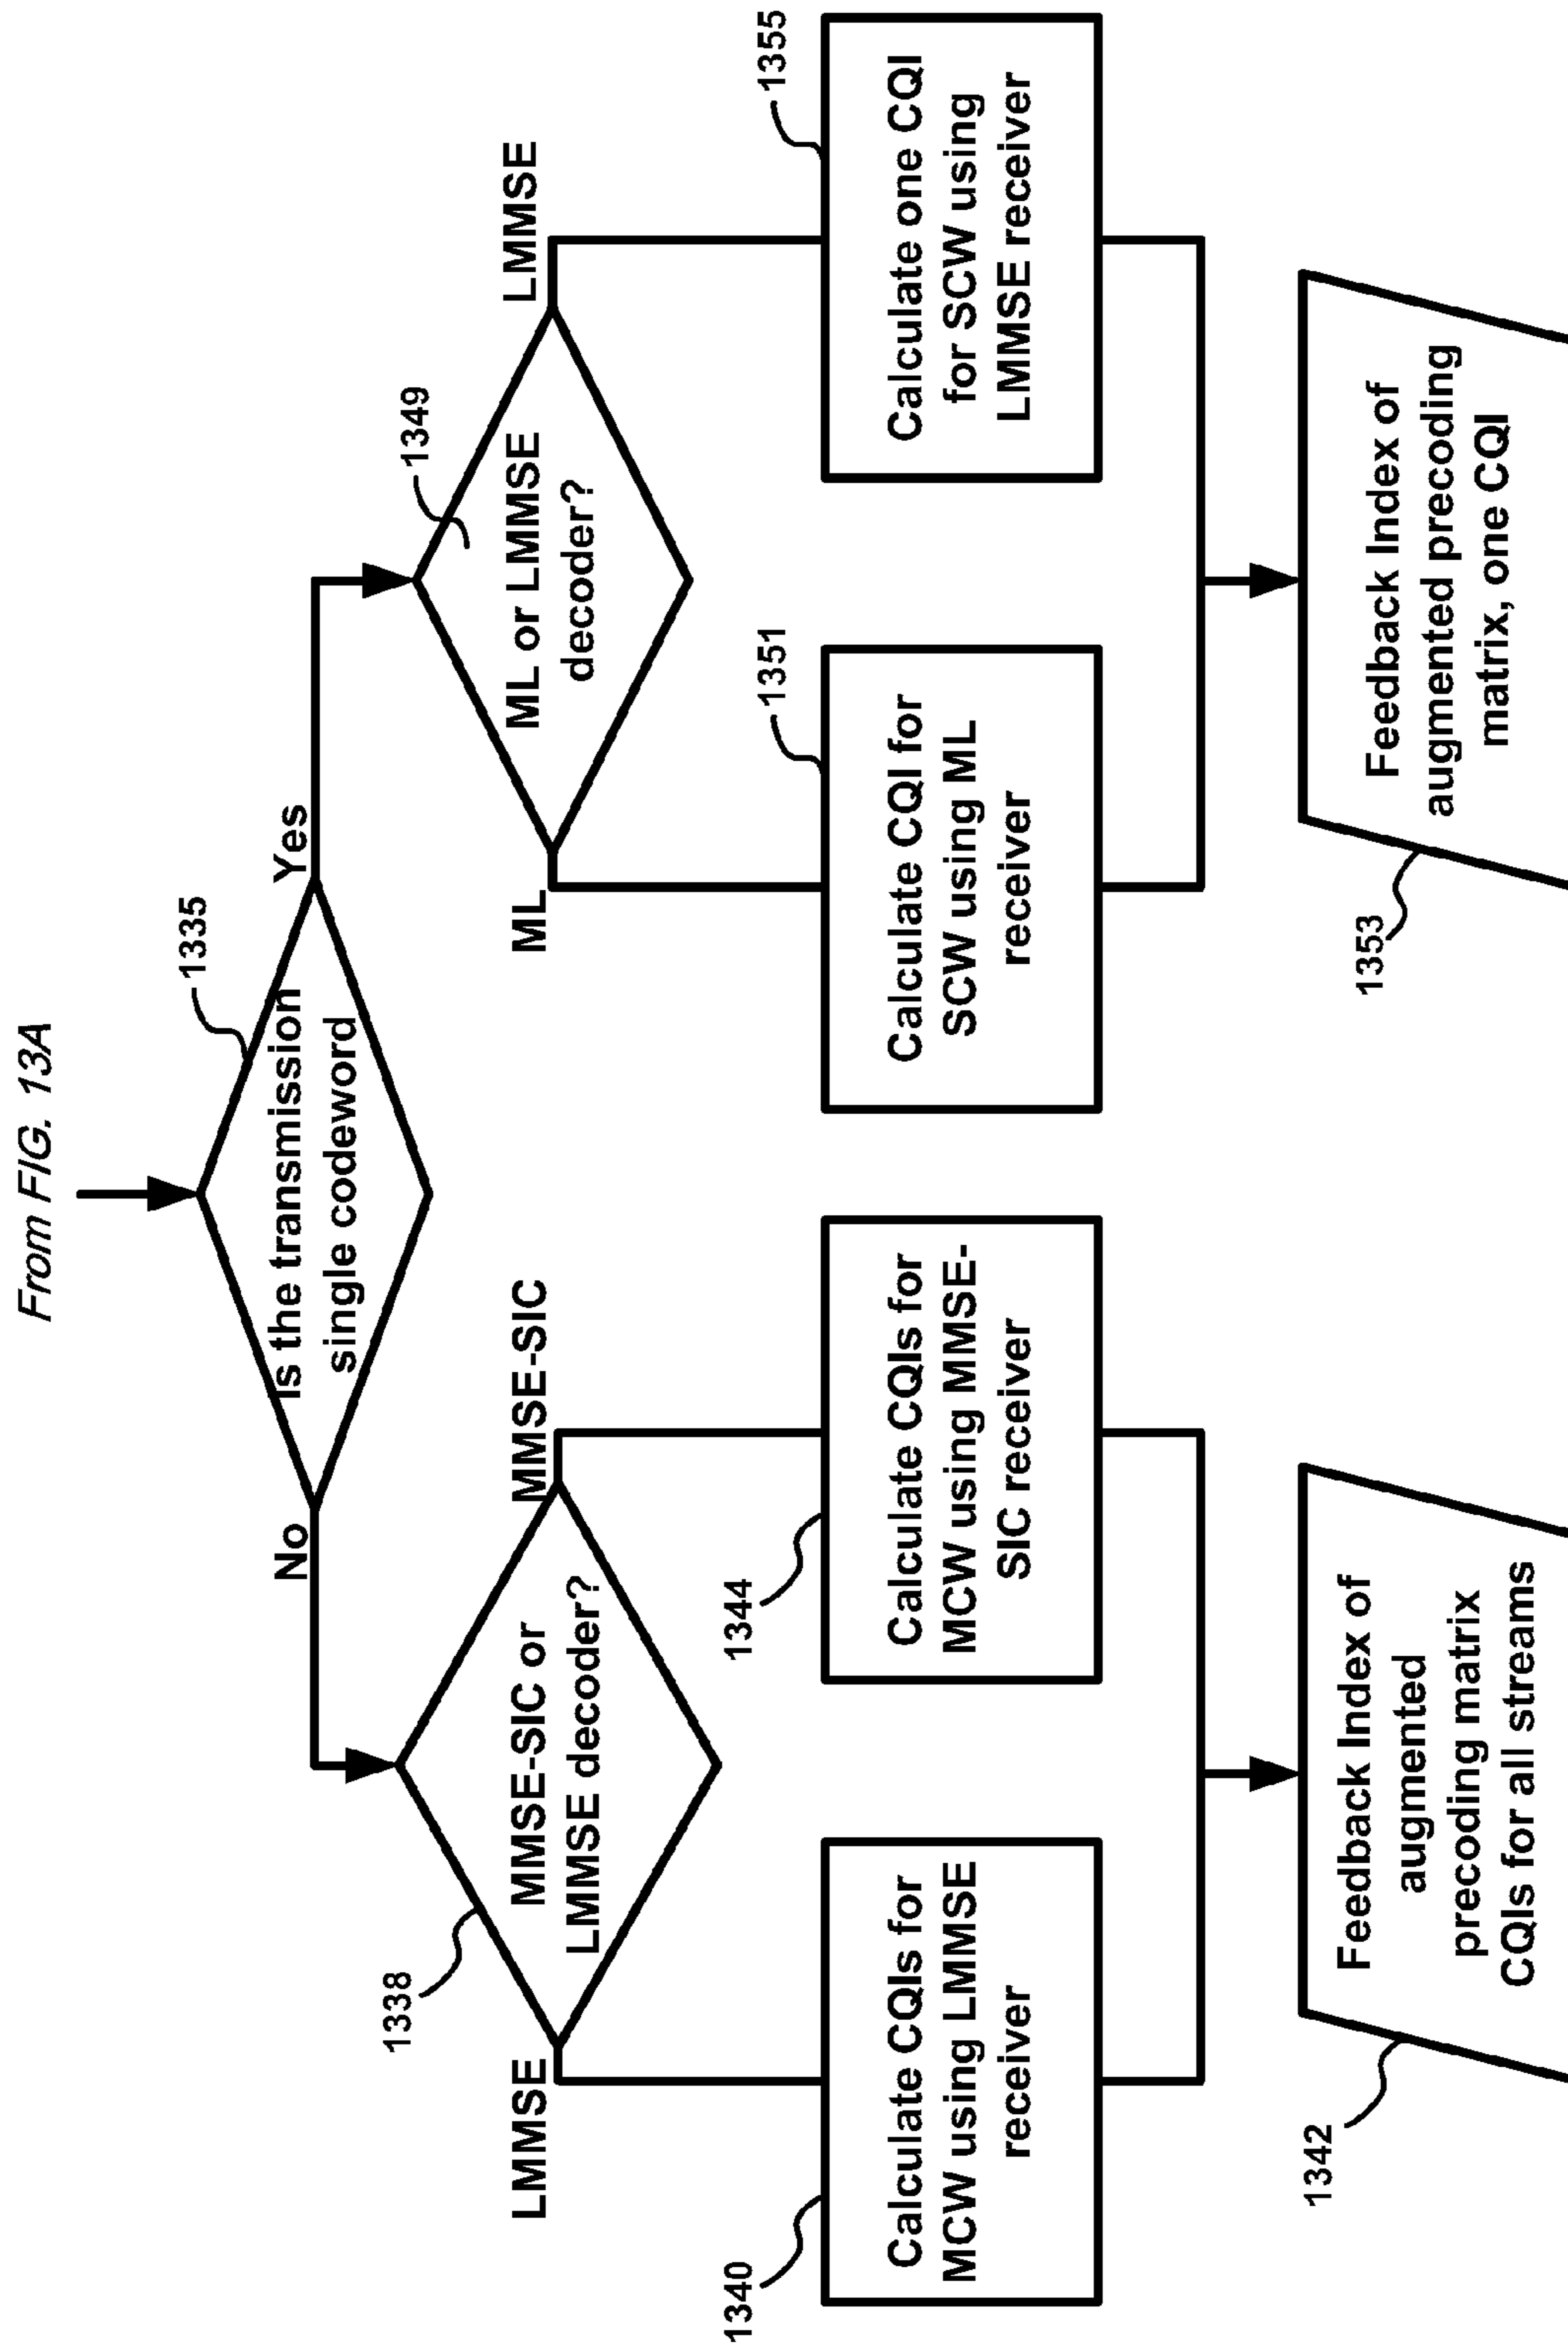 From FIG. 13A
1335
Is the transmission
single codeword
No
Yes
1338
MMSE-SIC or
LMMSE decoder?
LMMSE
MMSE-SIC
1349
ML or LMMSE
decoder?
ML
LMMSE
1340
Calculate CQIs for
MCW using LMMSE
receiver
1344
Calculate CQIs for
MCW using MMSE-
SIC receiver
1351
Calculate CQI for
SCW using ML
receiver
1355
Calculate one CQI
for SCW using
LMMSE receiver
1342
Feedback Index of
augmented
precoding matrix
CQIs for all streams
1353
Feedback Index of
augmented precoding
matrix, one CQI